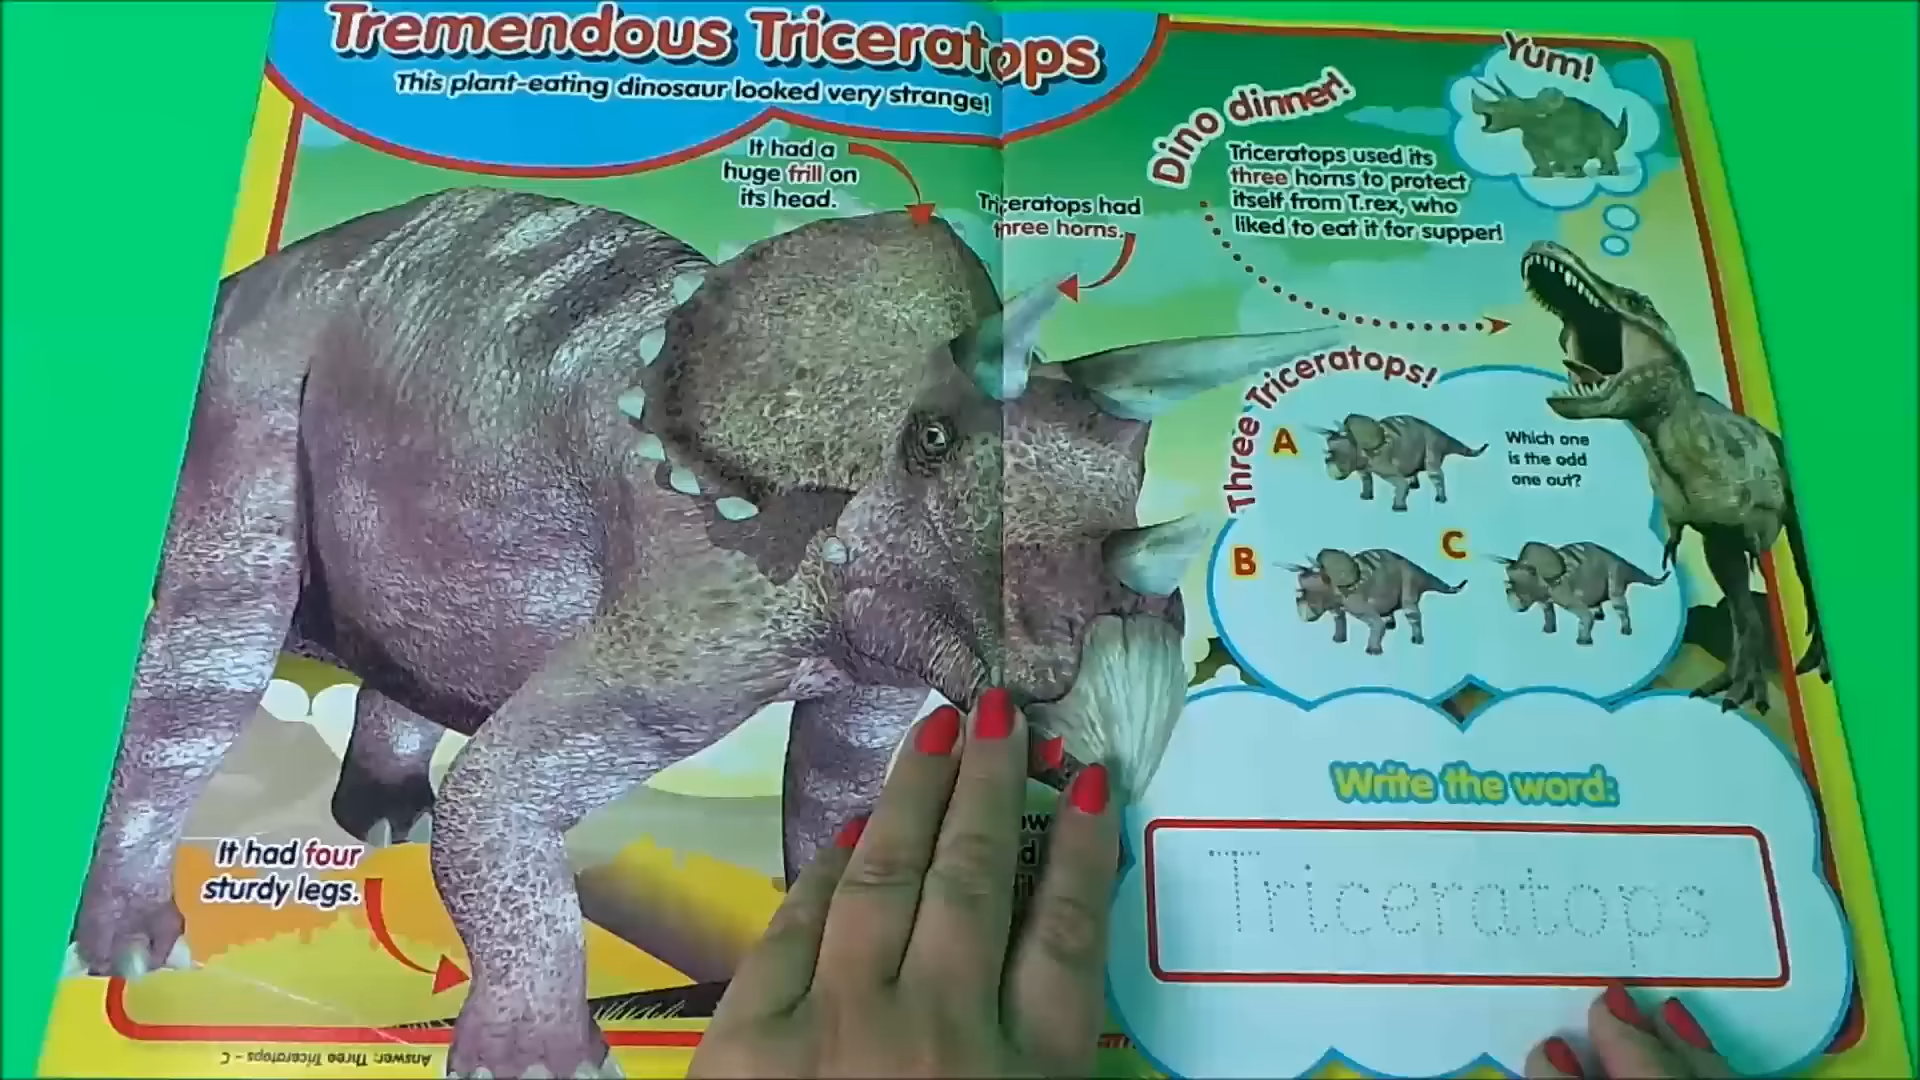 Tremendous Triceratops
This plant-eating dinosaur looked very strange!
It had a
huge frill on
its head.
Triceratops had
three horns.
It had four
sturdy legs.
Answer: Three Triceratops - C
Dino dinner!
Triceratops used its
three horns to protect
itself from T.rex, who
liked to eat it for supper!
Yum!
Three Triceratops!
Which one
is the odd
one out?
A
B
C
Write the word:
Triceratops